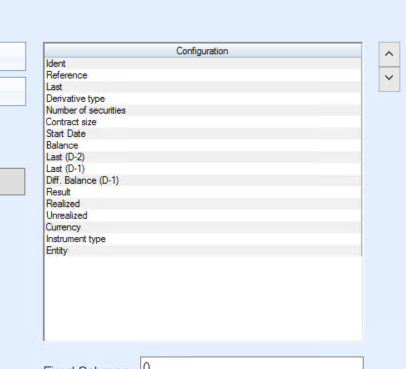 Configuration
Ident
Reference
Last
Derivative type
Number of securities
Contract size
Start Date
Balance
Last (D-2)
Last (D-1)
Diff. Balance (D-1)
Result
Realized
Unrealized
Currency
Instrument type
Entity
Fixed Columns 0